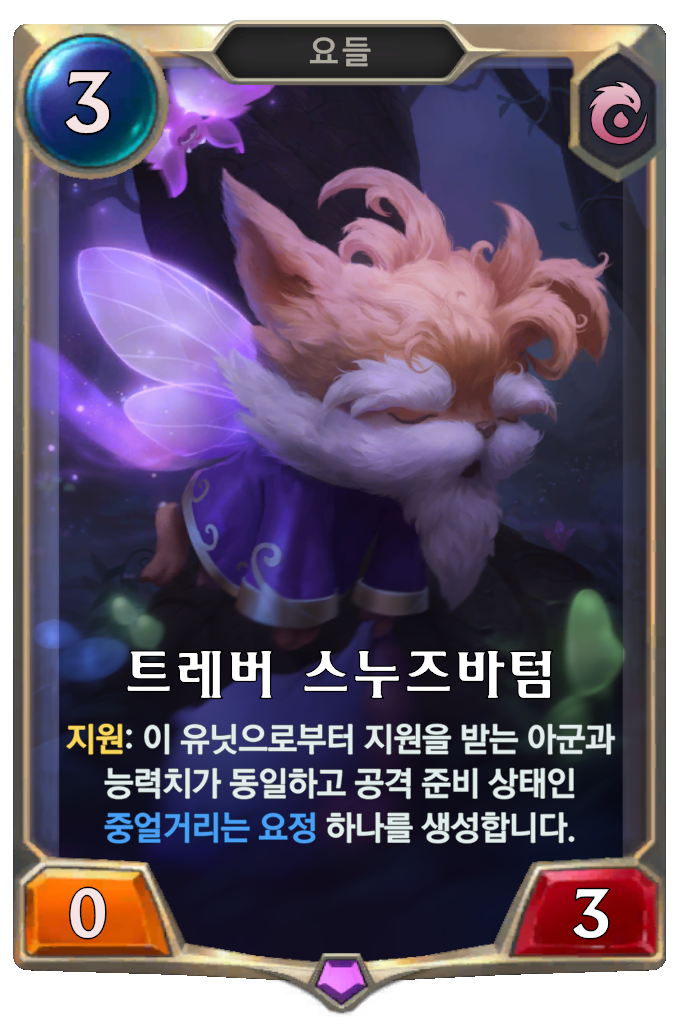 요들
3
트레버 스누즈바텀
지원: 이 유닛으로부터 지원을 받는 아군과
능력치가 동일하고 공격 준비 상태인
중얼거리는 요정 하나를 생성합니다.
0
3